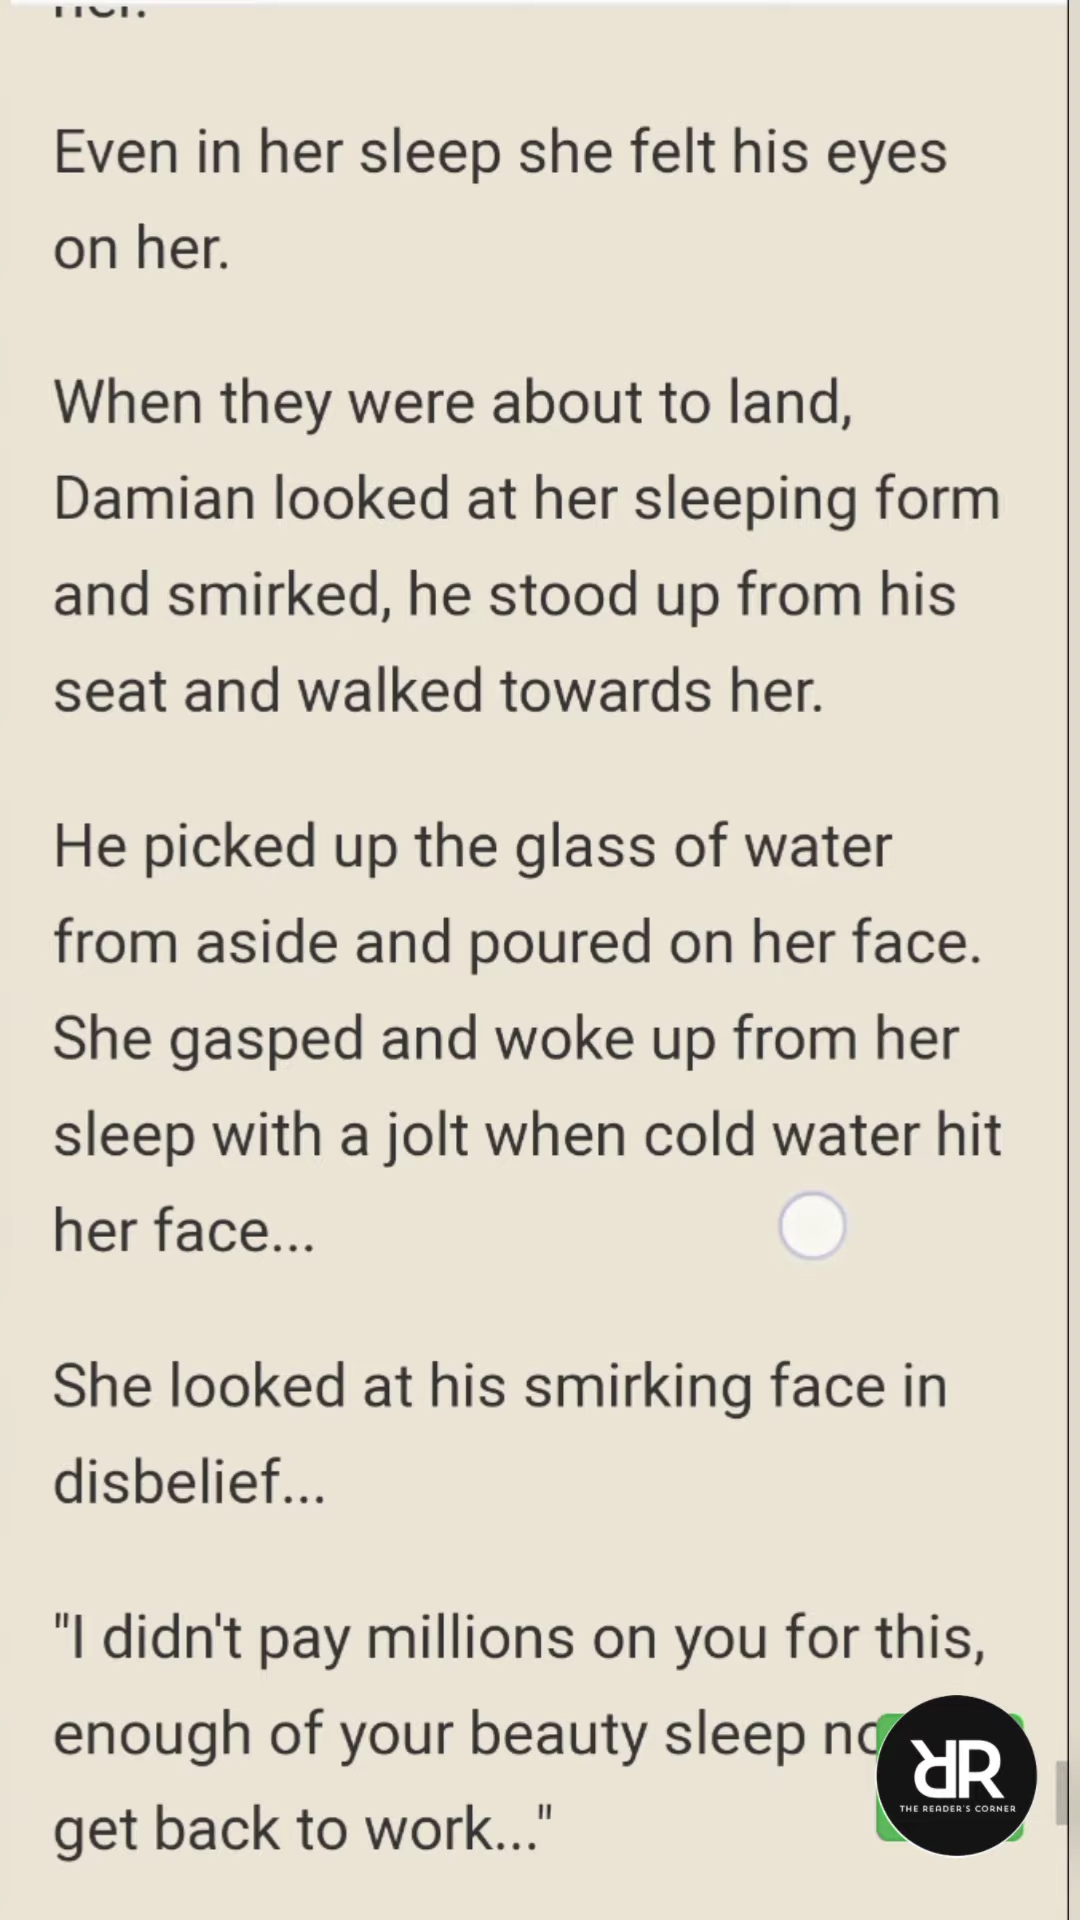 her.
Even in her sleep she felt his eyes
on her.
When they were about to land,
Damian looked at her sleeping form
and smirked, he stood up from his
seat and walked towards her.
He picked up the glass of water
from aside and poured on her face.
She gasped and woke up from her
sleep with a jolt when cold water hit
her face...
She looked at his smirking face in
disbelief...
"I didn't pay millions on you for this,
enough of your beauty sleep
get back to work..."
RR
THE READER'S CORNER